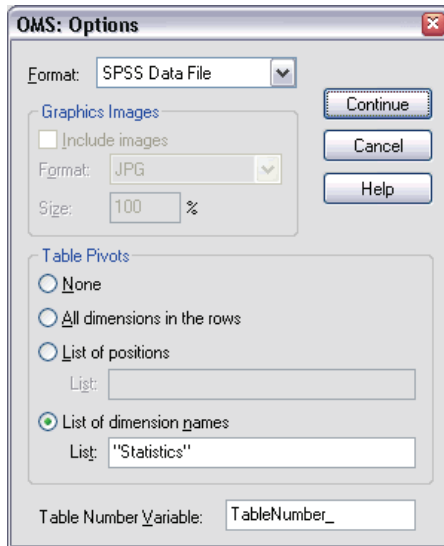 OMS: Options
Format: SPSS Data File
Continue
Graphics Images
Include images
Cancel
Format: JPG
Help
Size: 100 %
Table Pivots
None
All dimensions in the rows
List of positions
List:
List of dimension names
List: "Statistics"
Table Number Variable: TableNumber_